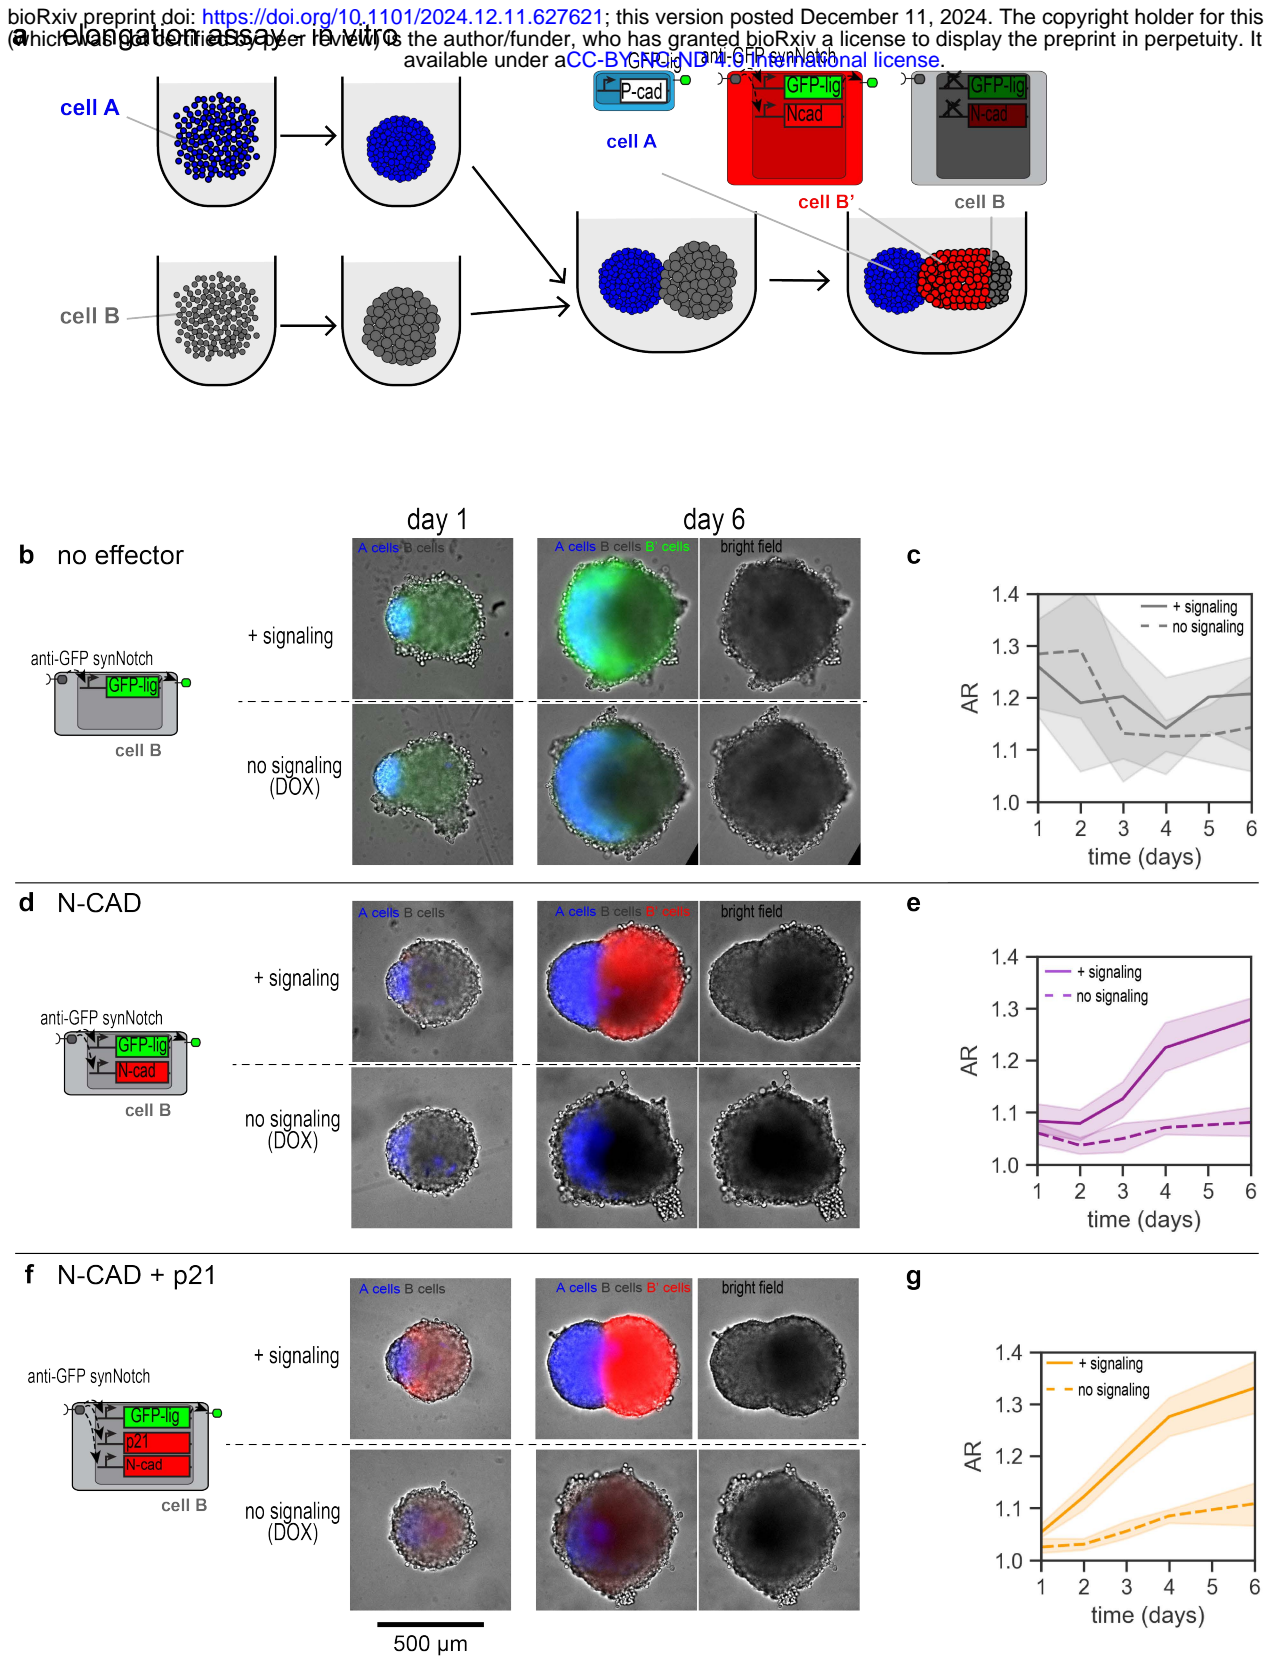 bioRxiv preprint doi: https://doi.org/10.1101/2024.12.11.627621; this version posted December 11, 2024. The copyright holder for this
(which was not certified by peer review) is the author/funder, who has granted bioRxiv a license to display the preprint in perpetuity. It is made
available under aCC-BY-NC-ND 4.0 International license.
a elongation assay - in vitro
GFP-lig
anti-GFP synNotch
P-cad
GFP-lig
Ncad
GFP-lig
N-cad
cell A
cell A
cell B'
cell B
cell B
day 1
day 6
b no effector
A cells B cells
A cells B cells B' cells
bright field
+ signaling
anti-GFP synNotch
GFP-lig
cell B
no signaling
(DOX)
c
1.4
1.3
1.2
1.1
1.0
AR
+ signaling
no signaling
1 2 3 4 5 6
time (days)
d N-CAD
A cells B cells
A cells B cells B' cells
bright field
+ signaling
anti-GFP synNotch
GFP-lig
N-cad
cell B
no signaling
(DOX)
e
1.4
1.3
1.2
1.1
1.0
AR
+ signaling
no signaling
1 2 3 4 5 6
time (days)
f N-CAD + p21
A cells B cells
A cells B cells B' cells
bright field
+ signaling
anti-GFP synNotch
GFP-lig
p21
N-cad
cell B
no signaling
(DOX)
500 µm
g
1.4
1.3
1.2
1.1
1.0
AR
+ signaling
no signaling
1 2 3 4 5 6
time (days)